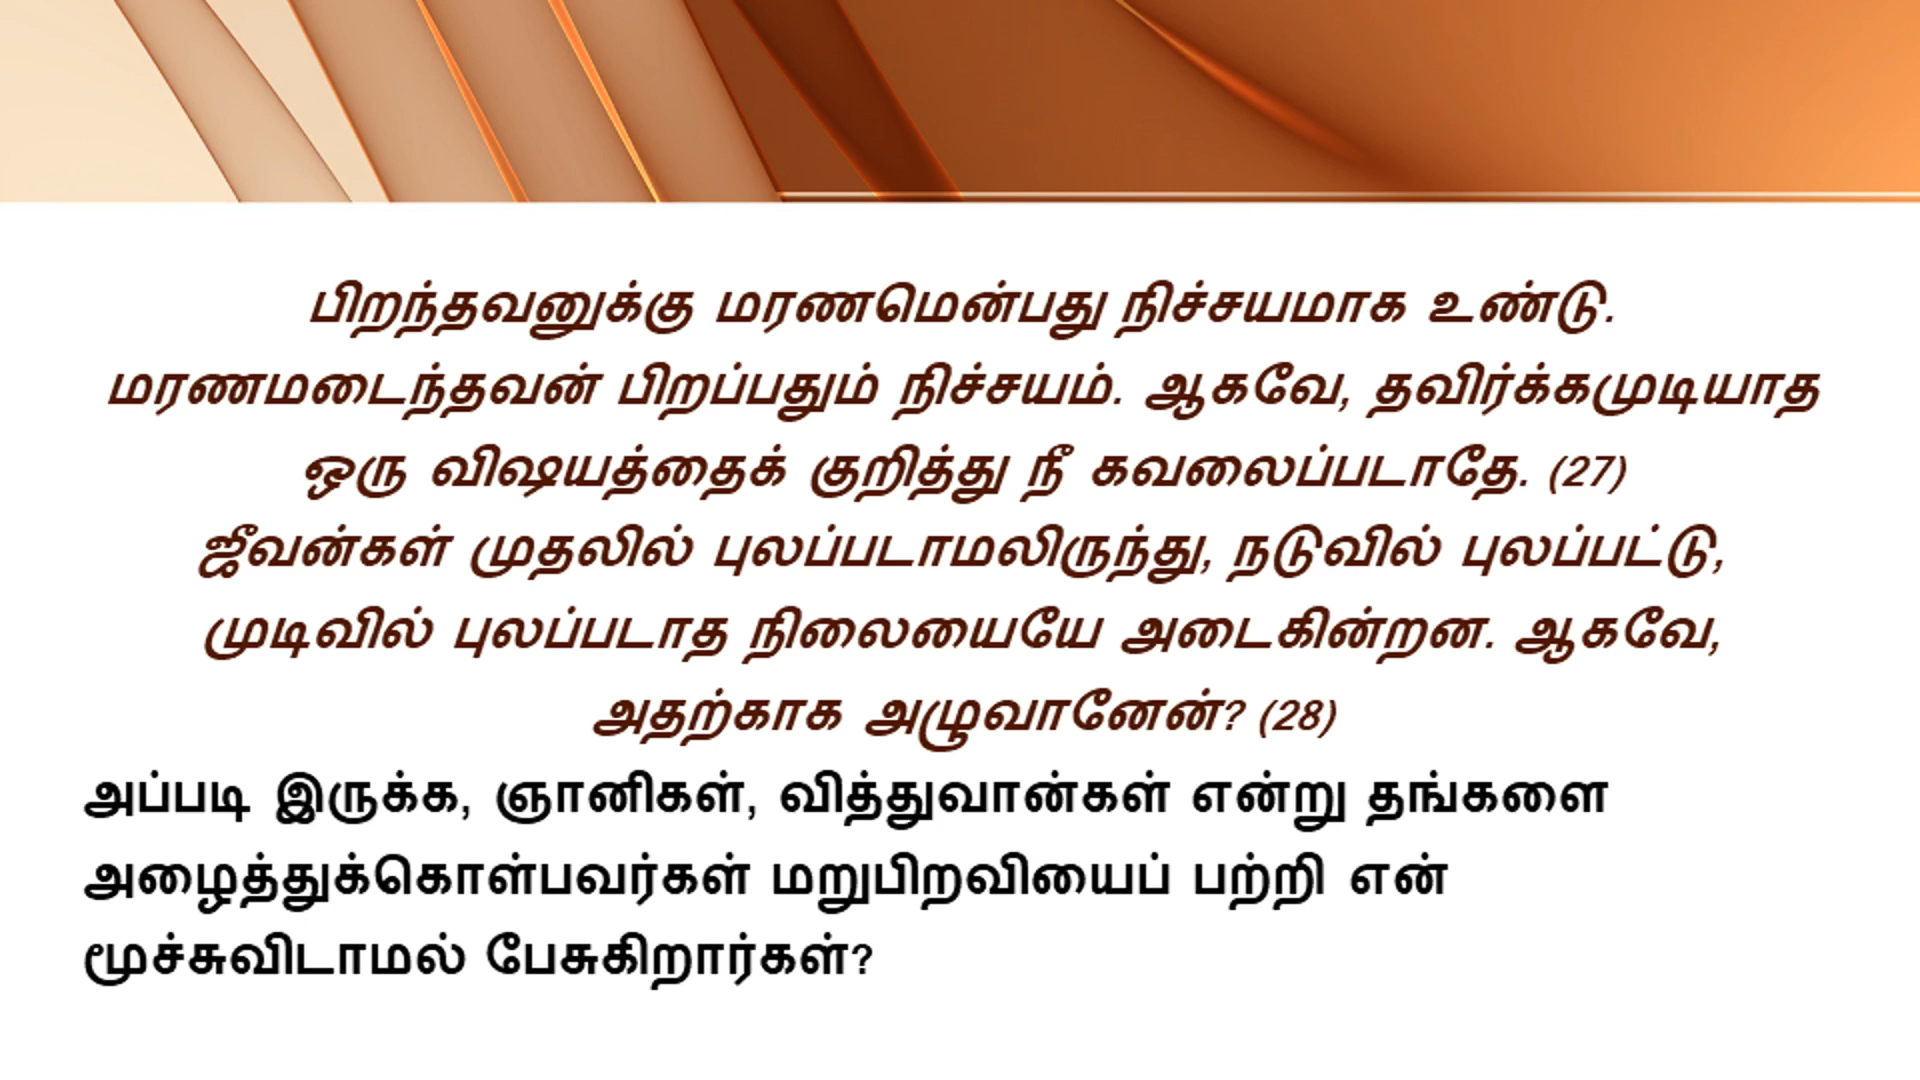 பிறந்தவனுக்கு மரணமென்பது நிச்சயமாக உண்டு.
மரணமடைந்தவன் பிறப்பதும் நிச்சயம். ஆகவே, தவிர்க்கமுடியாத
ஒரு விஷயத்தைக் குறித்து நீ கவலைப்படாதே. (27)
ஜீவன்கள் முதலில் புலப்படாமலிருந்து, நடுவில் புலப்பட்டு,
முடிவில் புலப்படாத நிலையையே அடைகின்றன. ஆகவே,
அதற்காக அழுவானேன்? (28)
அப்படி இருக்க, ஞானிகள், வித்துவான்கள் என்று தங்களை
அழைத்துக்கொள்பவர்கள் மறுபிறவியைப் பற்றி என்
மூச்சுவிடாமல் பேசுகிறார்கள்?